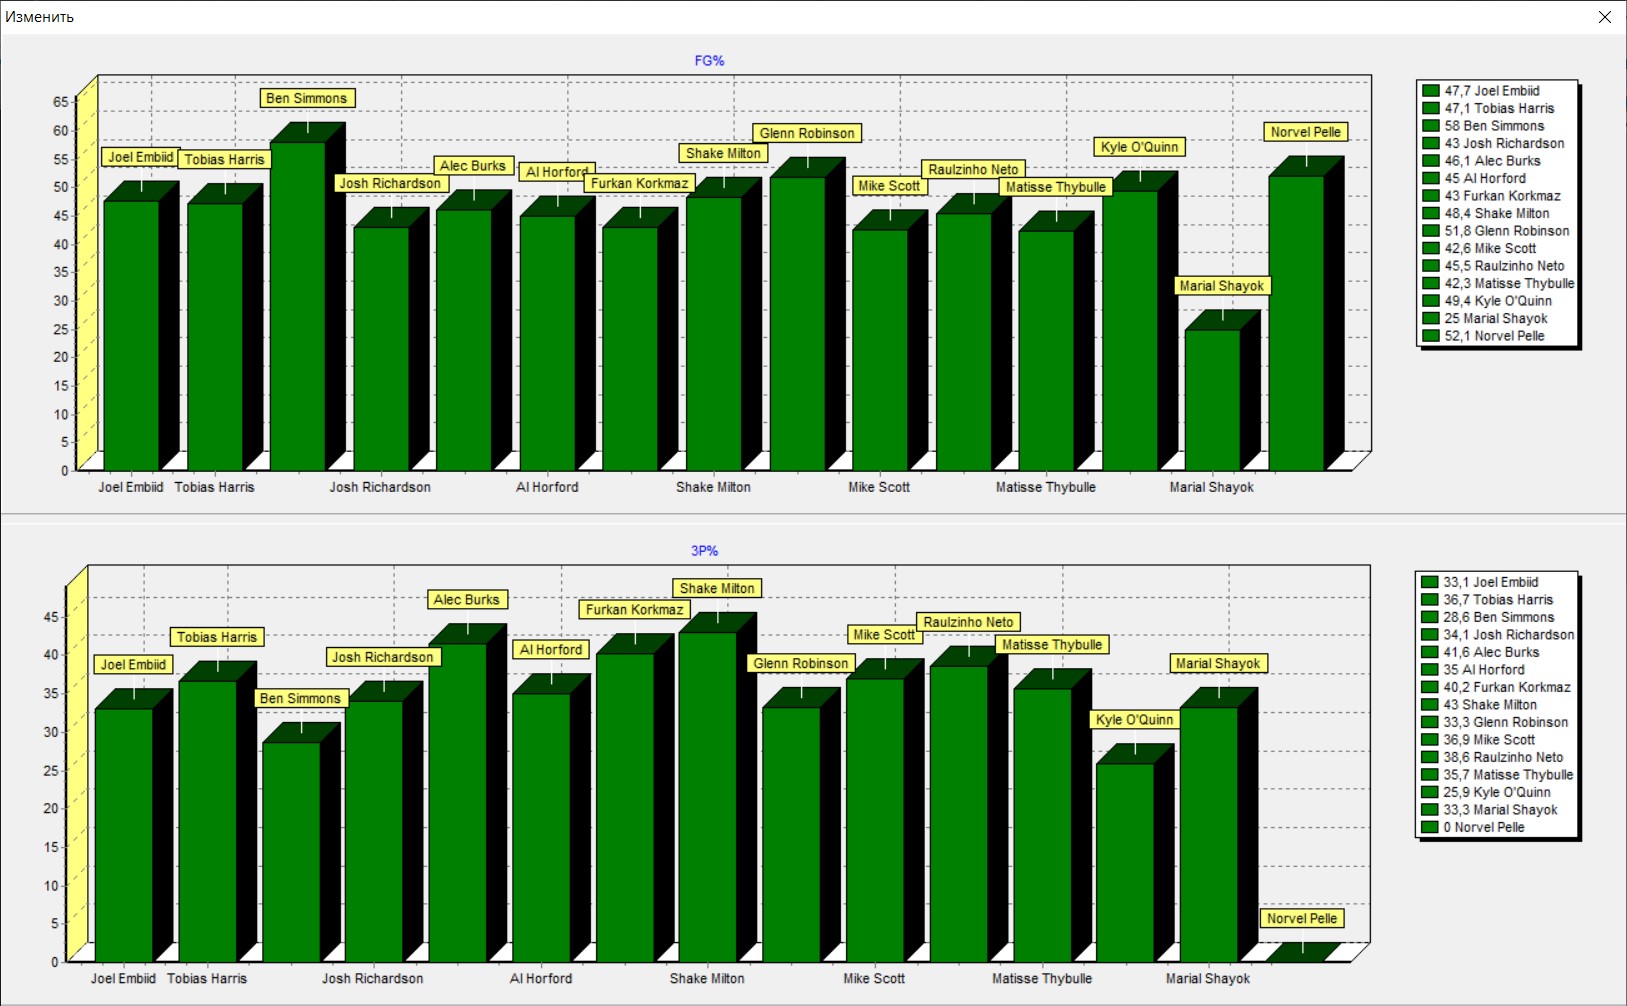 Изменить
FG%
65
60
55
50
45
40
35
30
25
20
15
10
5
0
Joel Embiid
Tobias Harris
Ben Simmons
Josh Richardson
Alec Burks
Al Horford
Furkan Korkmaz
Shake Milton
Glenn Robinson
Mike Scott
Raulzinho Neto
Matisse Thybulle
Kyle O'Quinn
Marial Shayok
Norvel Pelle
Joel Embiid
Tobias Harris
Josh Richardson
Al Horford
Shake Milton
Mike Scott
Matisse Thybulle
Marial Shayok
47,7 Joel Embiid
47,1 Tobias Harris
58 Ben Simmons
43 Josh Richardson
46,1 Alec Burks
45 Al Horford
43 Furkan Korkmaz
48,4 Shake Milton
51,8 Glenn Robinson
42,6 Mike Scott
45,5 Raulzinho Neto
42,3 Matisse Thybulle
49,4 Kyle O'Quinn
25 Marial Shayok
52,1 Norvel Pelle
3P%
45
40
35
30
25
20
15
10
5
0
Joel Embiid
Tobias Harris
Ben Simmons
Josh Richardson
Alec Burks
Al Horford
Furkan Korkmaz
Shake Milton
Glenn Robinson
Mike Scott
Raulzinho Neto
Matisse Thybulle
Kyle O'Quinn
Marial Shayok
Norvel Pelle
Joel Embiid
Tobias Harris
Josh Richardson
Al Horford
Shake Milton
Mike Scott
Matisse Thybulle
Marial Shayok
33,1 Joel Embiid
36,7 Tobias Harris
28,6 Ben Simmons
34,1 Josh Richardson
41,6 Alec Burks
35 Al Horford
40,2 Furkan Korkmaz
43 Shake Milton
33,3 Glenn Robinson
36,9 Mike Scott
38,6 Raulzinho Neto
35,7 Matisse Thybulle
25,9 Kyle O'Quinn
33,3 Marial Shayok
0 Norvel Pelle